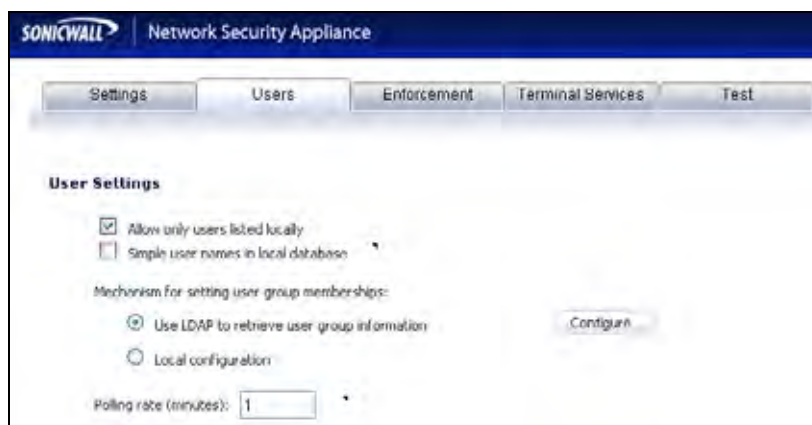 SONICWALL Network Security Appliance
Settings Users Enforcement Terminal Services Test
User Settings
Allow only users listed locally
Simple user names in local database
Mechanism for setting user group memberships:
Use LDAP to retrieve user group information Configure...
Local configuration
Polling rate (minutes): 1